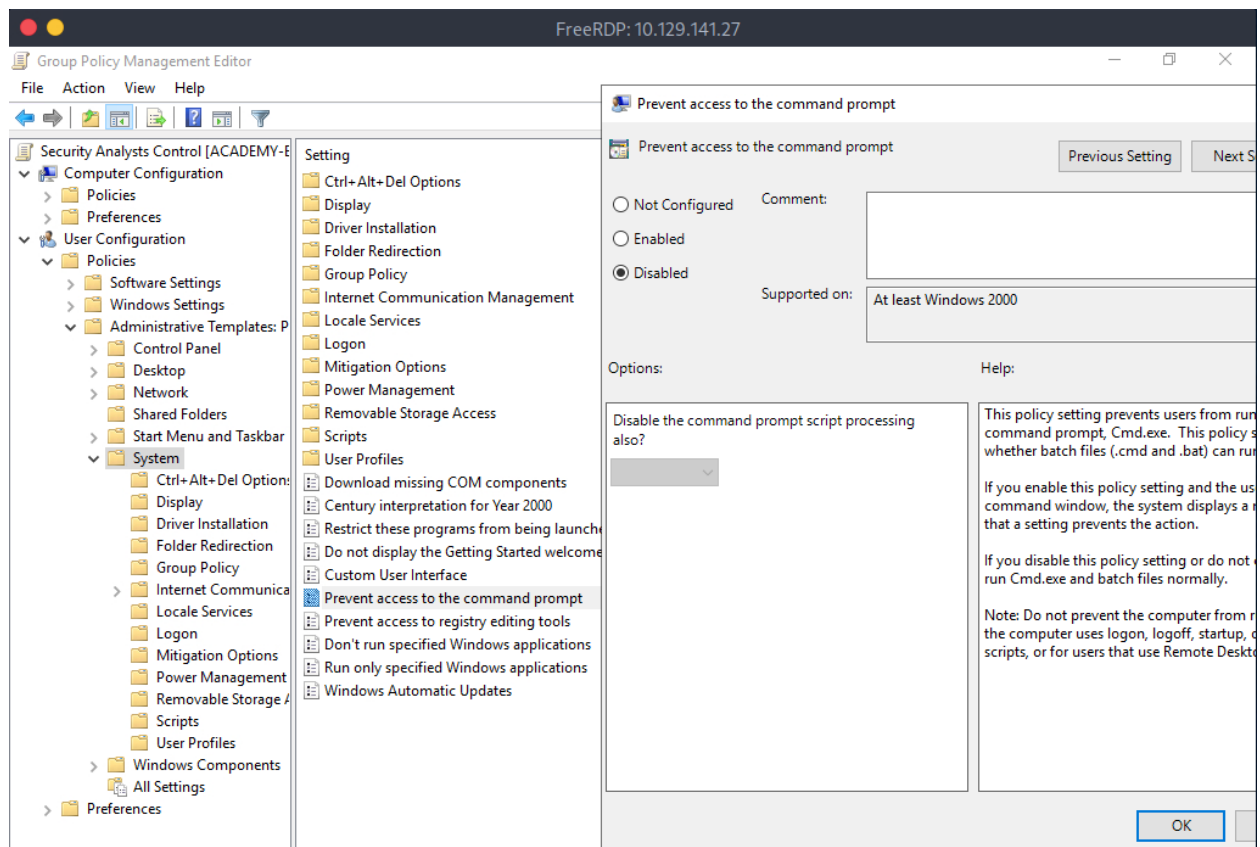 FreeRDP: 10.129.141.27
Group Policy Management Editor
File Action View Help
Security Analysts Control [ACADEMY-E
Computer Configuration
Policies
Preferences
User Configuration
Policies
Software Settings
Windows Settings
Administrative Templates: P
Control Panel
Desktop
Network
Shared Folders
Start Menu and Taskbar
System
Ctrl+Alt+Del Option
Display
Driver Installation
Folder Redirection
Group Policy
Internet Communica
Locale Services
Logon
Mitigation Options
Power Management
Removable Storage A
Scripts
User Profiles
Windows Components
All Settings
Preferences
Setting
Ctrl+Alt+Del Options
Display
Driver Installation
Folder Redirection
Group Policy
Internet Communication Management
Locale Services
Logon
Mitigation Options
Power Management
Removable Storage Access
Scripts
User Profiles
Download missing COM components
Century interpretation for Year 2000
Restrict these programs from being launche
Do not display the Getting Started welcome
Custom User Interface
Prevent access to the command prompt
Prevent access to registry editing tools
Don't run specified Windows applications
Run only specified Windows applications
Windows Automatic Updates
Prevent access to the command prompt
Prevent access to the command prompt
Previous Setting
Next S
Not Configured
Enabled
Disabled
Comment:
Supported on:
At least Windows 2000
Options:
Help:
Disable the command prompt script processing
also?
This policy setting prevents users from run
command prompt, Cmd.exe. This policy s
whether batch files (.cmd and .bat) can ru
If you enable this policy setting and the us
command window, the system displays a
that a setting prevents the action.
If you disable this policy setting or do not
run Cmd.exe and batch files normally.
Note: Do not prevent the computer from r
the computer uses logon, logoff, startup,
scripts, or for users that use Remote Deskt
OK